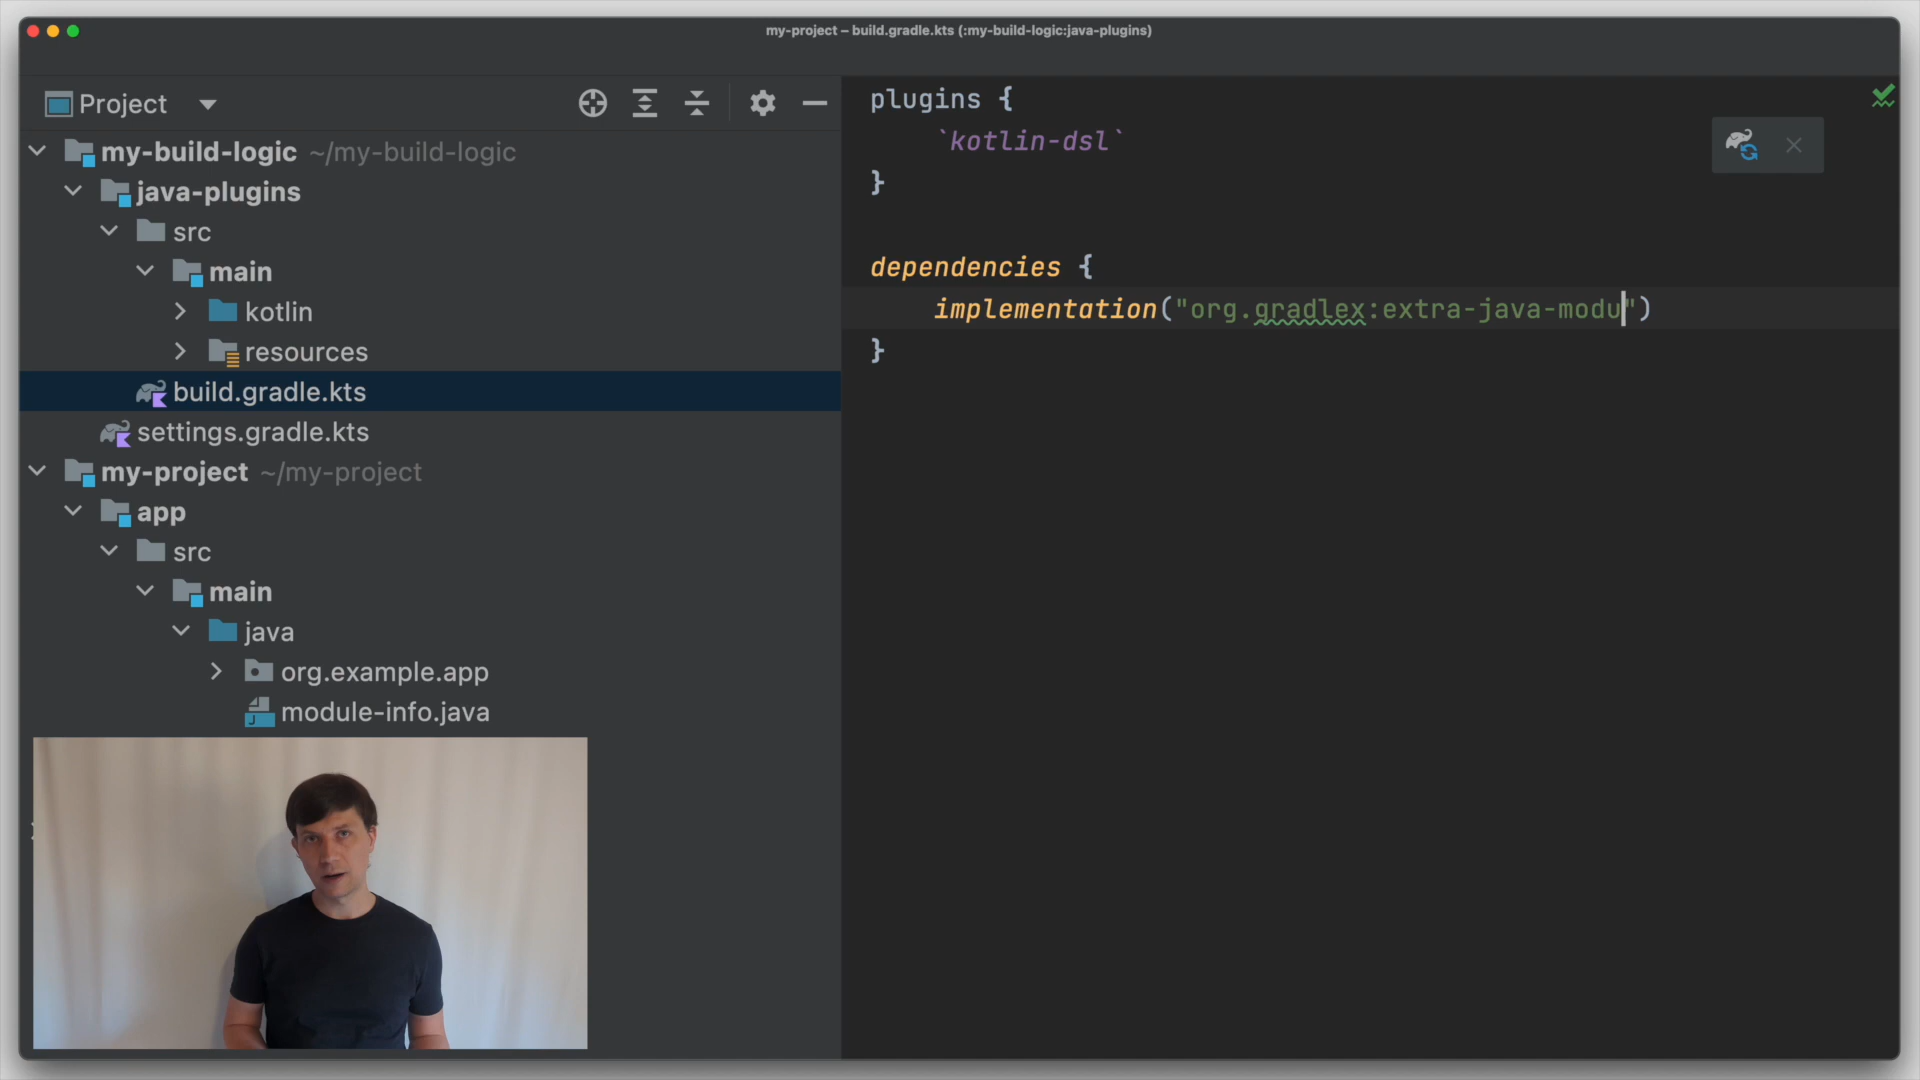 my-project – build.gradle.kts (:my-build-logic:java-plugins)
Project
my-build-logic ~/my-build-logic
java-plugins
src
main
kotlin
resources
build.gradle.kts
settings.gradle.kts
my-project ~/my-project
app
src
main
java
org.example.app
module-info.java
plugins {
`kotlin-dsl`
}
dependencies {
implementation("org.gradlex:extra-java-modu")
}